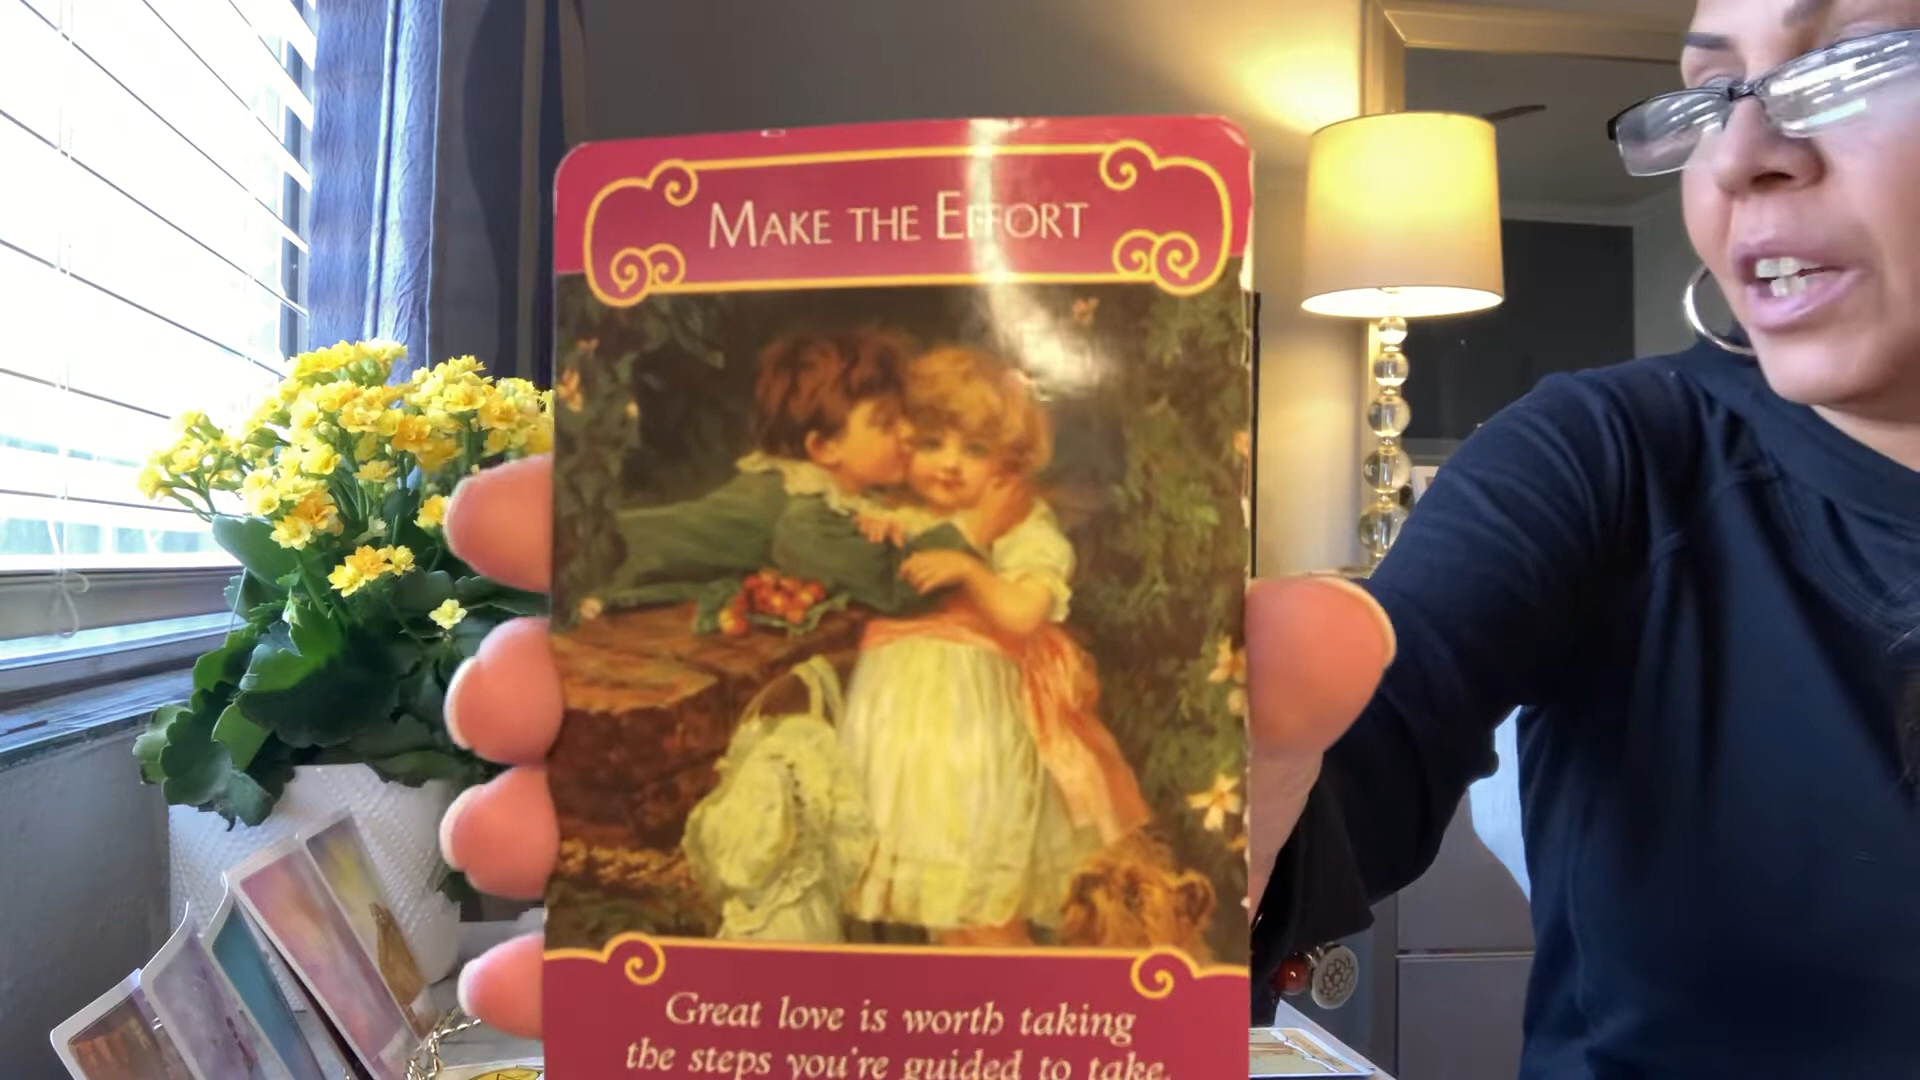 MAKE THE EFFORT
Great love is worth taking
the steps you're guided to take.